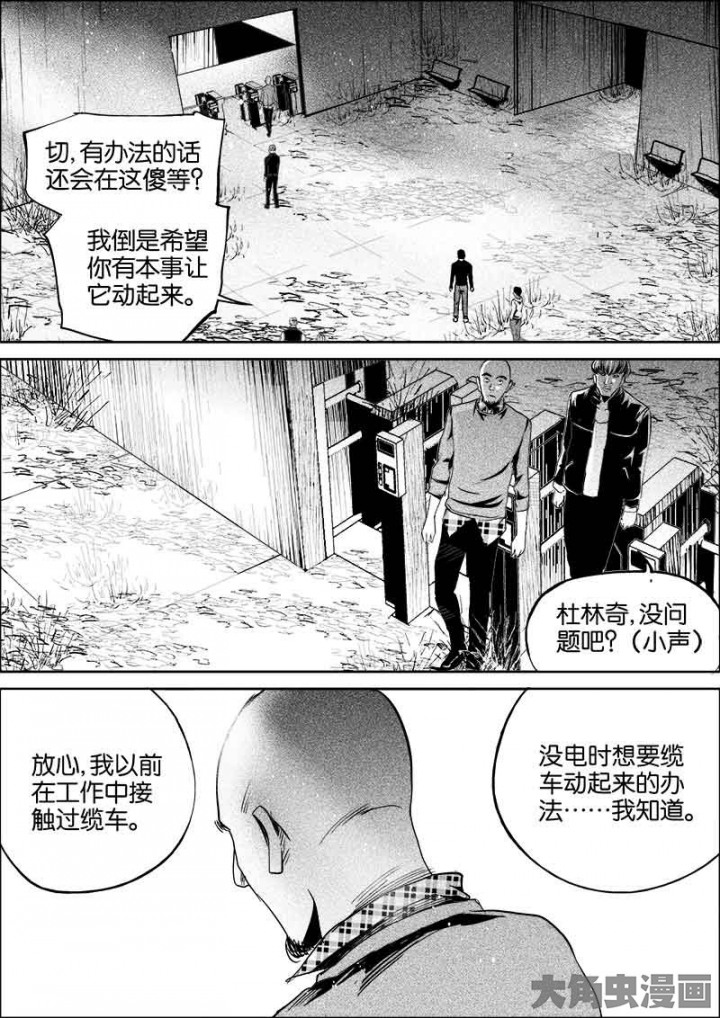 切,有办法的话
还会在这傻等?
我倒是希望
你有本事让
它动起来。
杜林奇,没问
题吧?(小声)
放心,我以前
在工作中接
触过缆车。
没电时想要缆
车动起来的办
法……我知道。
大角虫漫画